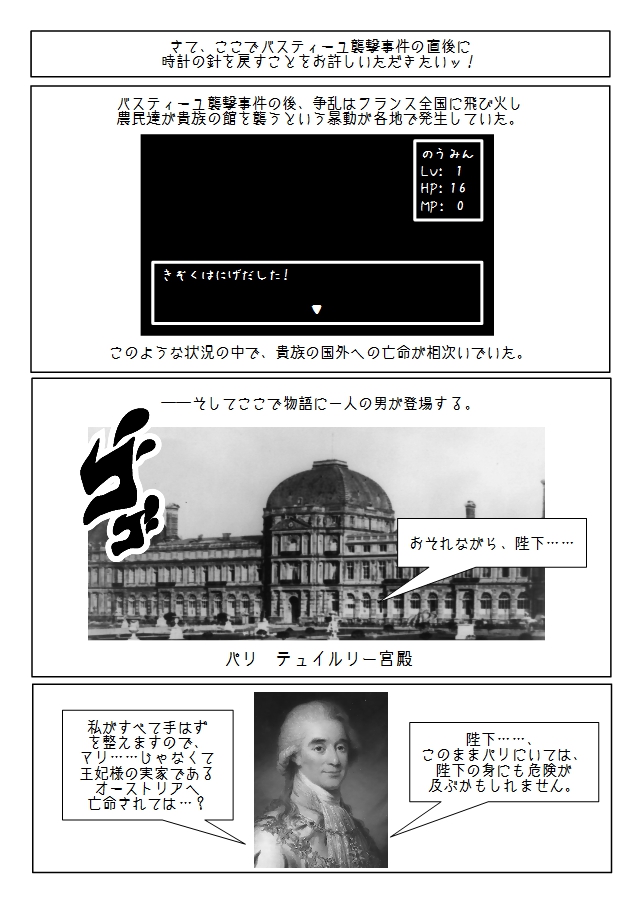 さて、ここでバスティーユ襲撃事件の直後に
時計の針を戻すことをお許しいただきたいッ！
バスティーユ襲撃事件の後、争乱はフランス全国に飛び火し
農民達が貴族の館を襲うという暴動が各地で発生していた。
のうみん
Lv: 1
HP: 16
MP: 0
きぞくはにげだした！
▼
このような状況の中で、貴族の国外への亡命が相次いでいた。
――そしてここで物語に一人の男が登場する。
ゴゴ
おそれながら、陛下……
パリ　テュイルリー宮殿
陛下……、
このままパリにいては、
陛下の身にも危険が
及ぶかもしれません。
私がすべて手はず
を整えますので、
マリ……じゃなくて
王妃様の実家である
オーストリアへ
亡命されては…？